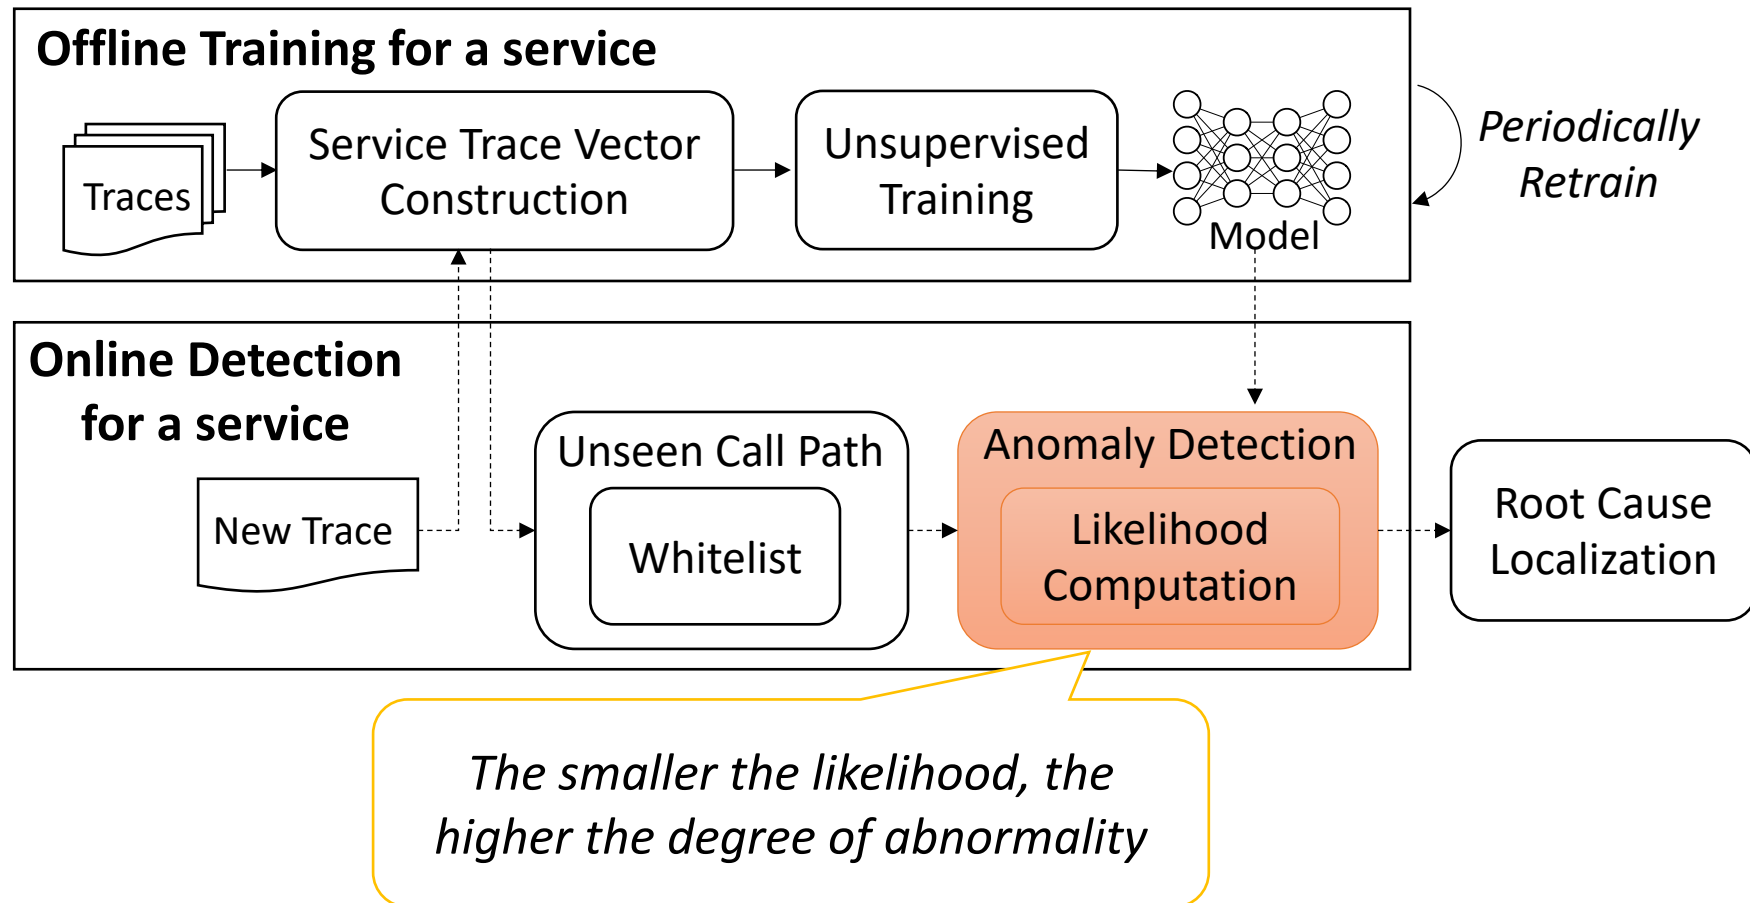 Offline Training for a service
Traces
Service Trace Vector
Construction
Unsupervised
Training
Model
Periodically
Retrain
Online Detection
for a service
New Trace
Unseen Call Path
Whitelist
Anomaly Detection
Likelihood
Computation
Root Cause
Localization
The smaller the likelihood, the
higher the degree of abnormality